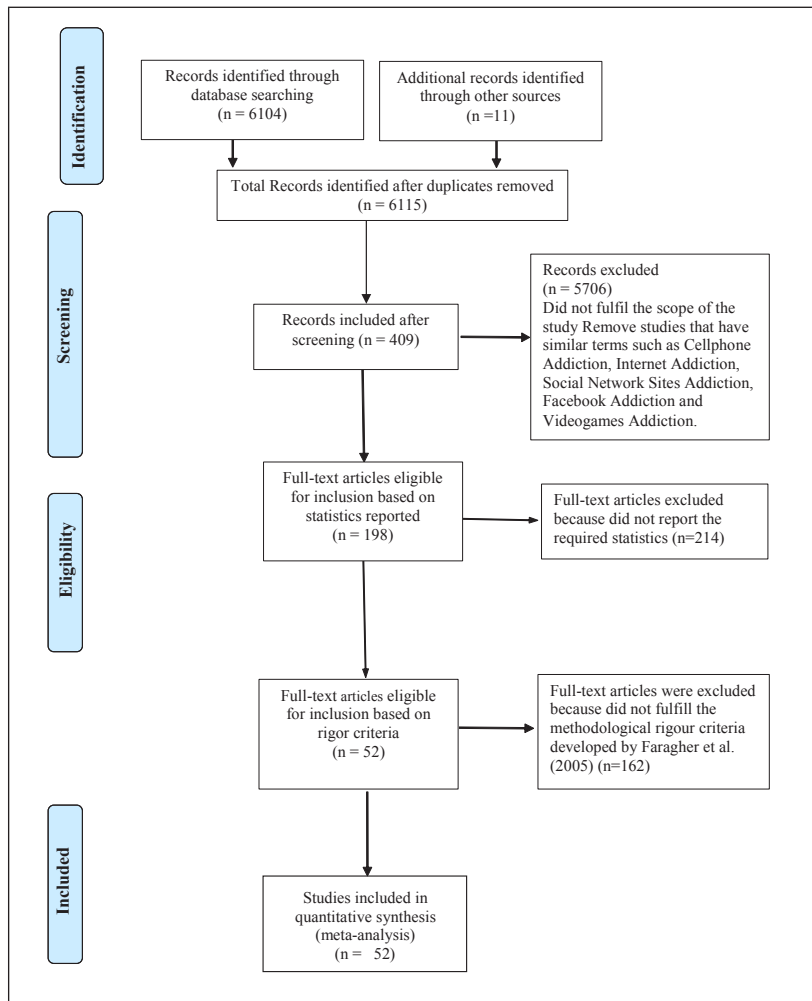 Identification
Records identified through
database searching
(n = 6104)
Additional records identified
through other sources
(n =11)
Total Records identified after duplicates removed
(n = 6115)
Screening
Records included after
screening (n = 409)
Records excluded
(n = 5706)
Did not fulfil the scope of the
study Remove studies that have
similar terms such as Cellphone
Addiction, Internet Addiction,
Social Network Sites Addiction,
Facebook Addiction and
Videogames Addiction.
Eligibility
Full-text articles eligible
for inclusion based on
statistics reported
(n = 198)
Full-text articles excluded
because did not report the
required statistics (n=214)
Full-text articles eligible
for inclusion based on
rigor criteria
(n = 52)
Full-text articles were excluded
because did not fulfill the
methodological rigour criteria
developed by Faragher et al.
(2005) (n=162)
Included
Studies included in
quantitative synthesis
(meta-analysis)
(n = 52)